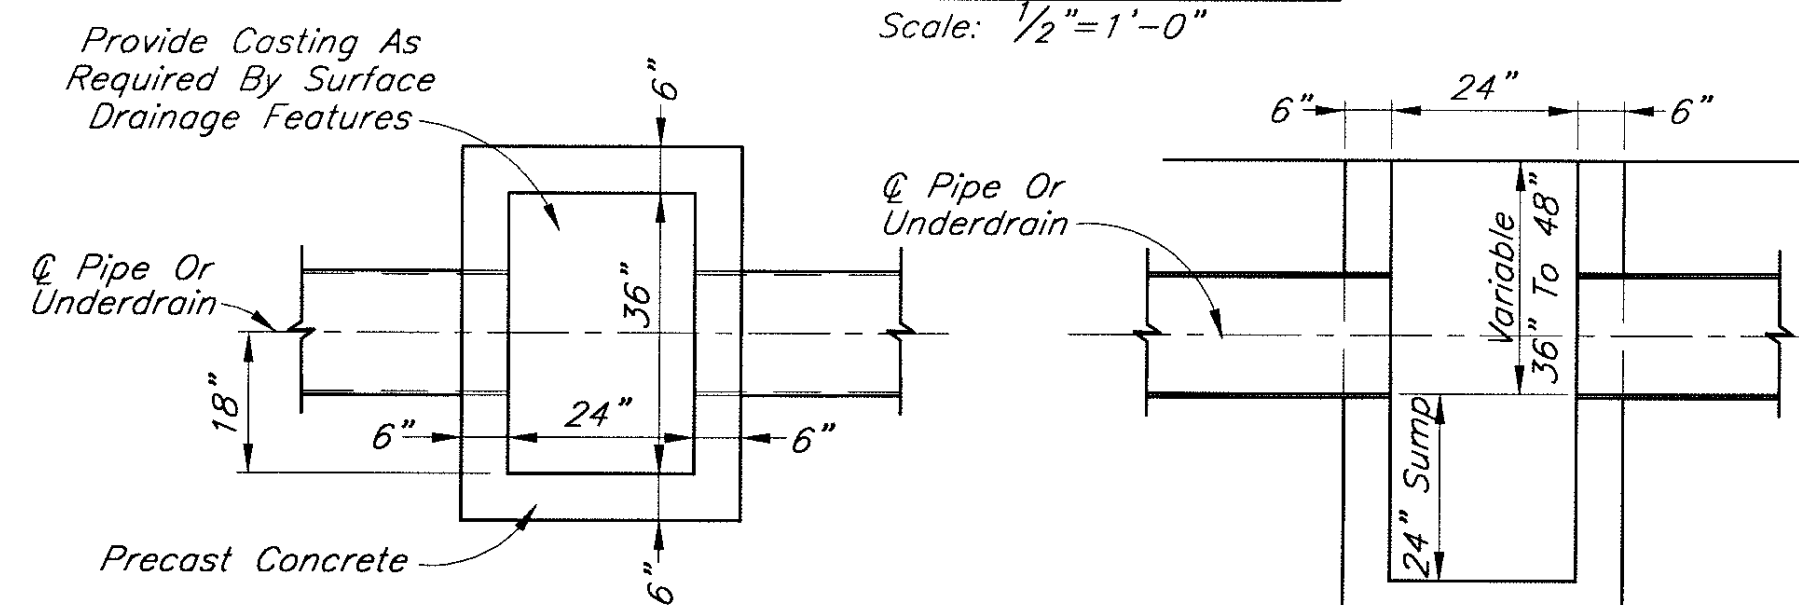 Scale: 1/2"=1'-0"
Provide Casting As
Required By Surface
Drainage Features
6"
℄ Pipe Or
Underdrain
18"
36"
6"
24"
6"
6"
Precast Concrete
6"
24"
6"
℄ Pipe Or
Underdrain
Variable
36" To 48"
24" Sump